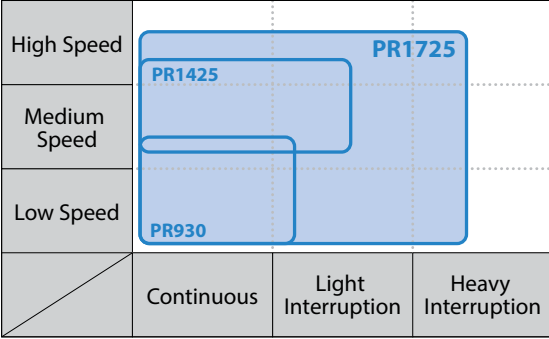 High Speed
PR1725
PR1425
Medium
Speed
Low Speed
PR930
Continuous
Light
Interruption
Heavy
Interruption